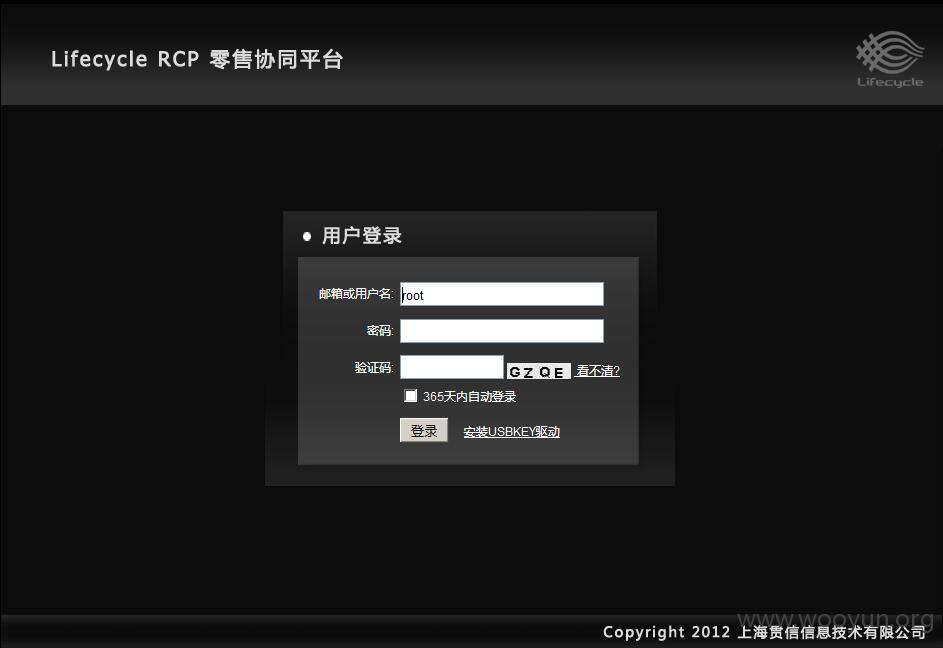 Lifecycle RCP 零售协同平台
Lifecycle
用户登录
邮箱或用户名: root
密码:
验证码: GZQE 看不清?
365天内自动登录
登录 安装USBKEY驱动
www.wooyun.org
Copyright 2012 上海贯信信息技术有限公司